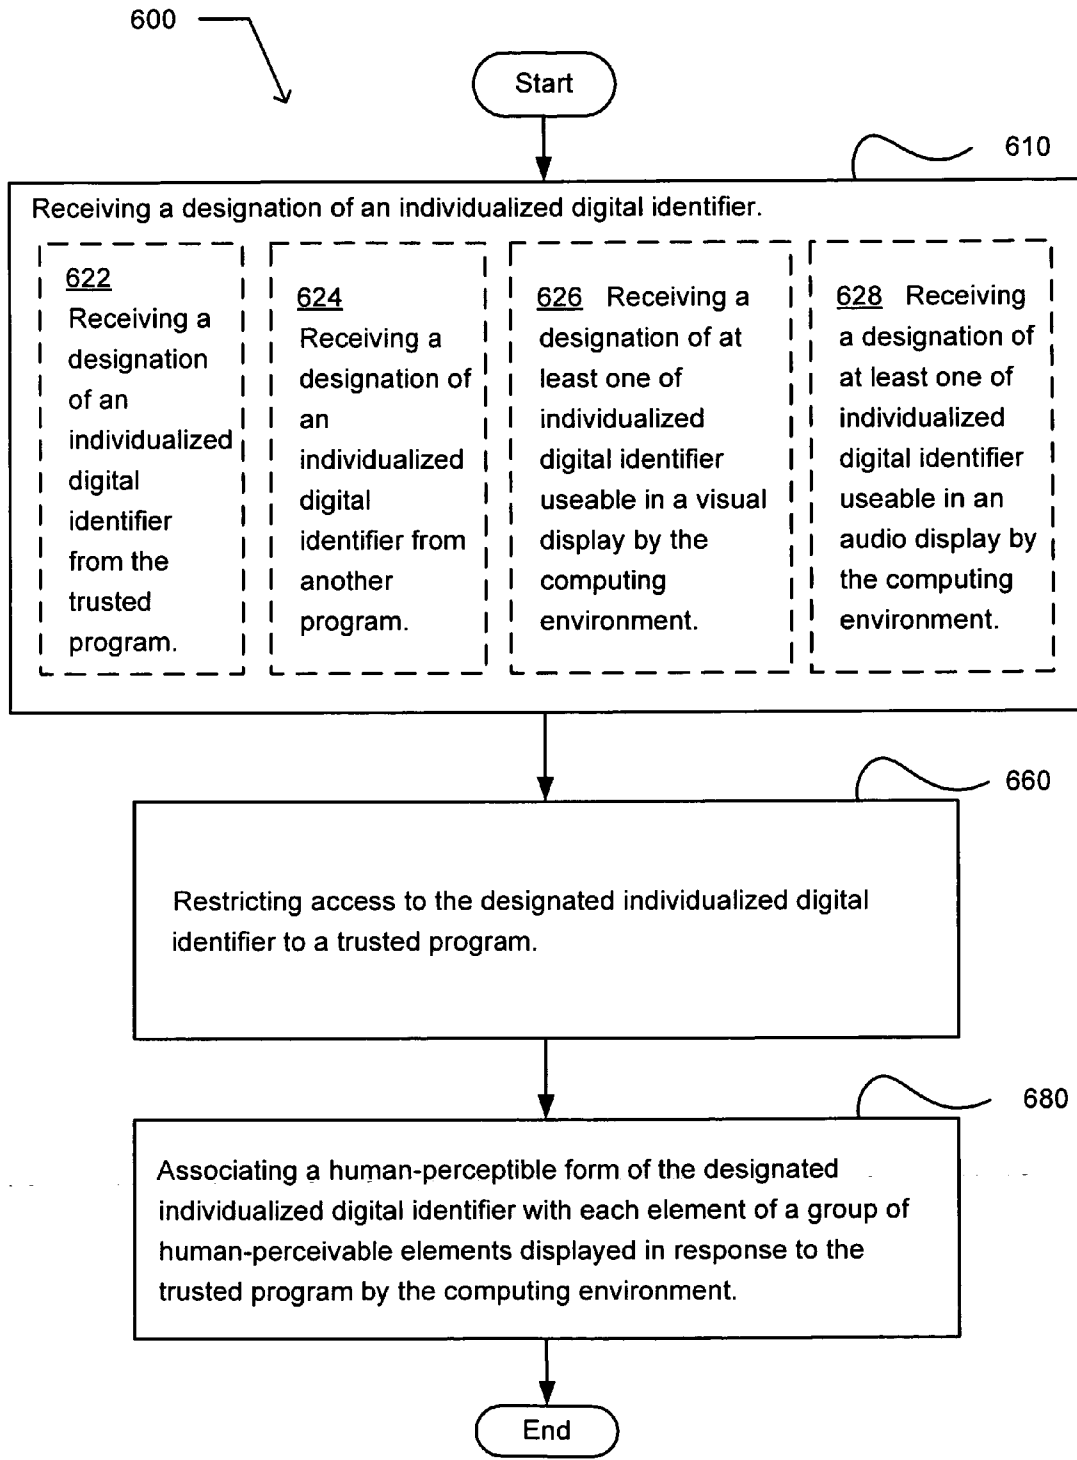 600
Start
610
Receiving a designation of an individualized digital identifier.
622
Receiving a
designation
of an
individualized
digital
identifier
from the
trusted
program.
624
Receiving a
designation of
an
individualized
digital
identifier from
another
program.
626 Receiving a
designation of at
least one of
individualized
digital identifier
useable in a visual
display by the
computing
environment.
628 Receiving
a designation of
at least one of
individualized
digital identifier
useable in an
audio display by
the computing
environment.
660
Restricting access to the designated individualized digital
identifier to a trusted program.
680
Associating a human-perceptible form of the designated
individualized digital identifier with each element of a group of
human-perceivable elements displayed in response to the
trusted program by the computing environment.
End